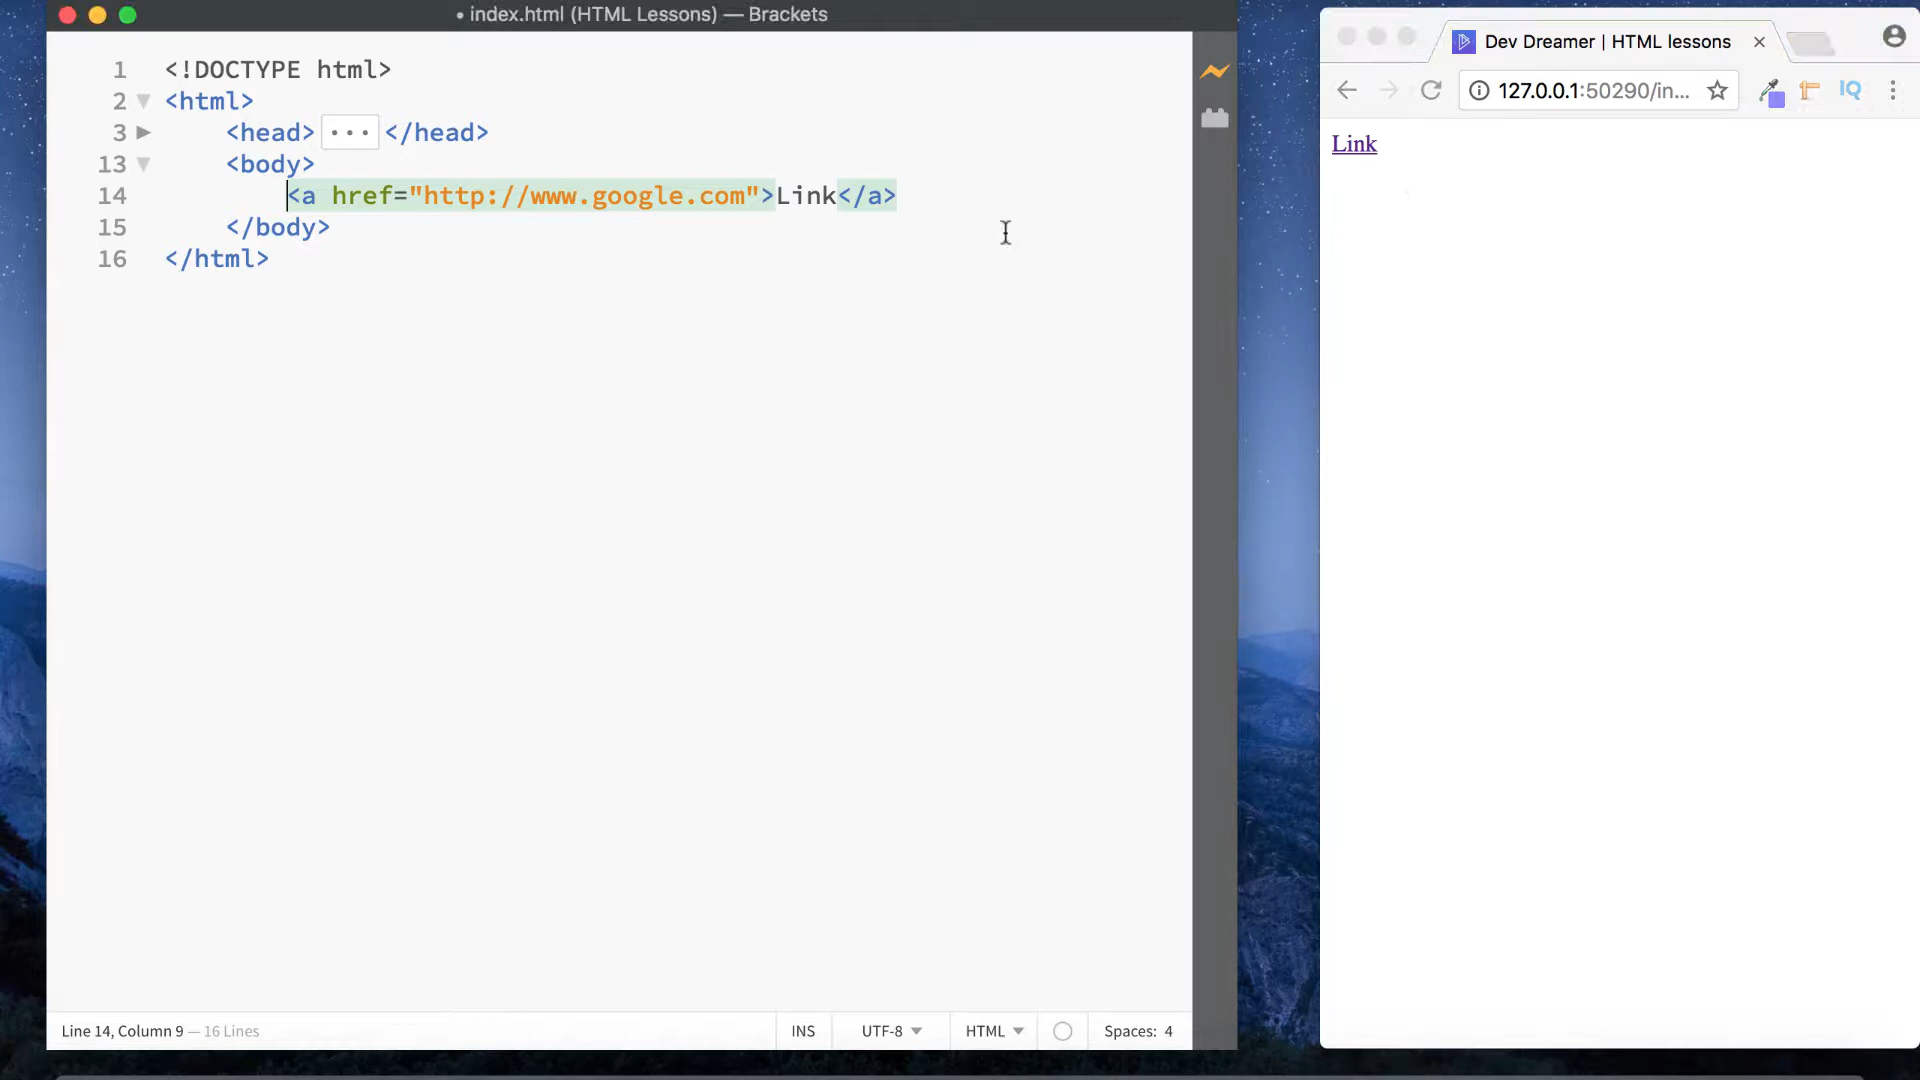 • index.html (HTML Lessons) — Brackets
1 <!DOCTYPE html>
2 <html>
3 <head> ... </head>
13 <body>
14 <a href="http://www.google.com">Link</a>
15 </body>
16 </html>
Line 14, Column 9 — 16 Lines
INS
UTF-8
HTML
Spaces: 4
Dev Dreamer | HTML lessons
127.0.0.1:50290/in...
IQ
Link